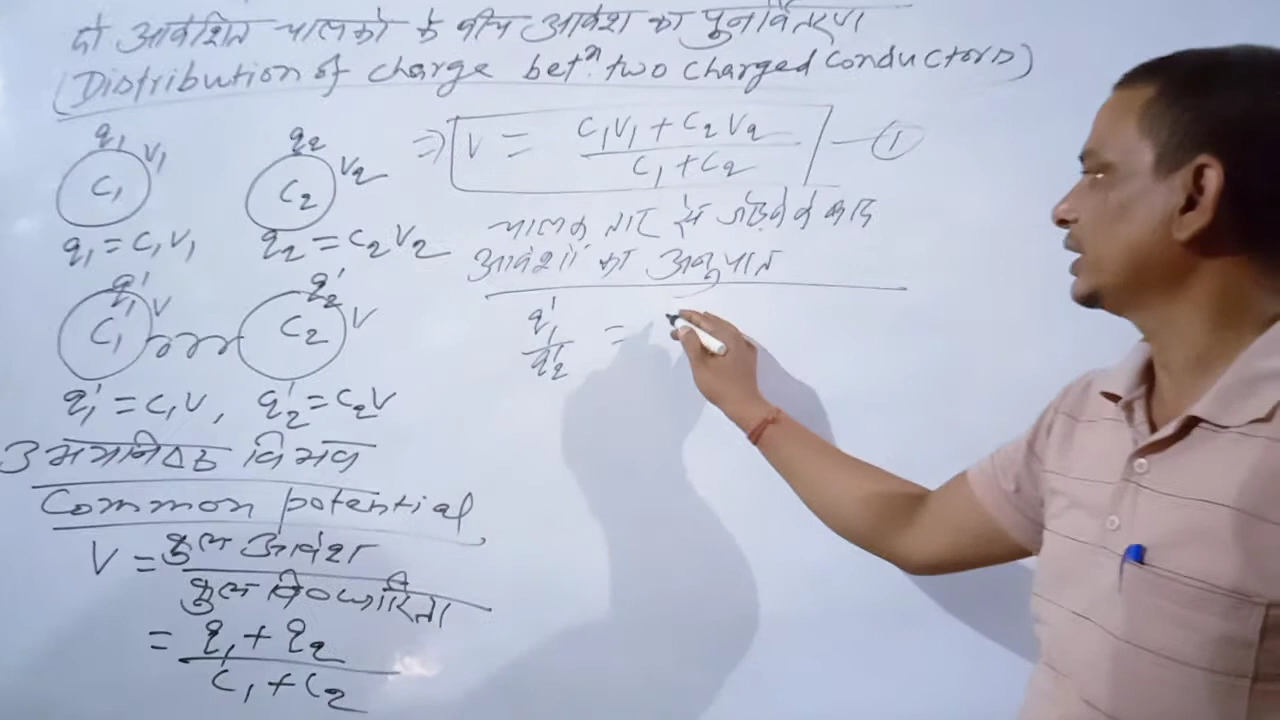 दो आवेशित चालको के बीच आवेश का पुनर्वितरण
(Distribution of charge betⁿ. two charged conductors)
q₁ V₁ q₂ V₂
C₁ C₂
q₁ = C₁V₁ q₂ = C₂V₂
q₁' V q₂' V
C₁ C₂
q₁' = C₁V, q₂' = C₂V
उभयनिष्ठ विभव
Common potential
V = कुल आवेश / कुल विद्युत धारिता
= q₁ + q₂ / C₁ + C₂
⇒ V = C₁V₁ + C₂V₂ / C₁ + C₂ — ①
चालक तार से जोड़ने के बाद
आवेशों का अनुपात
q₁' / q₂' =